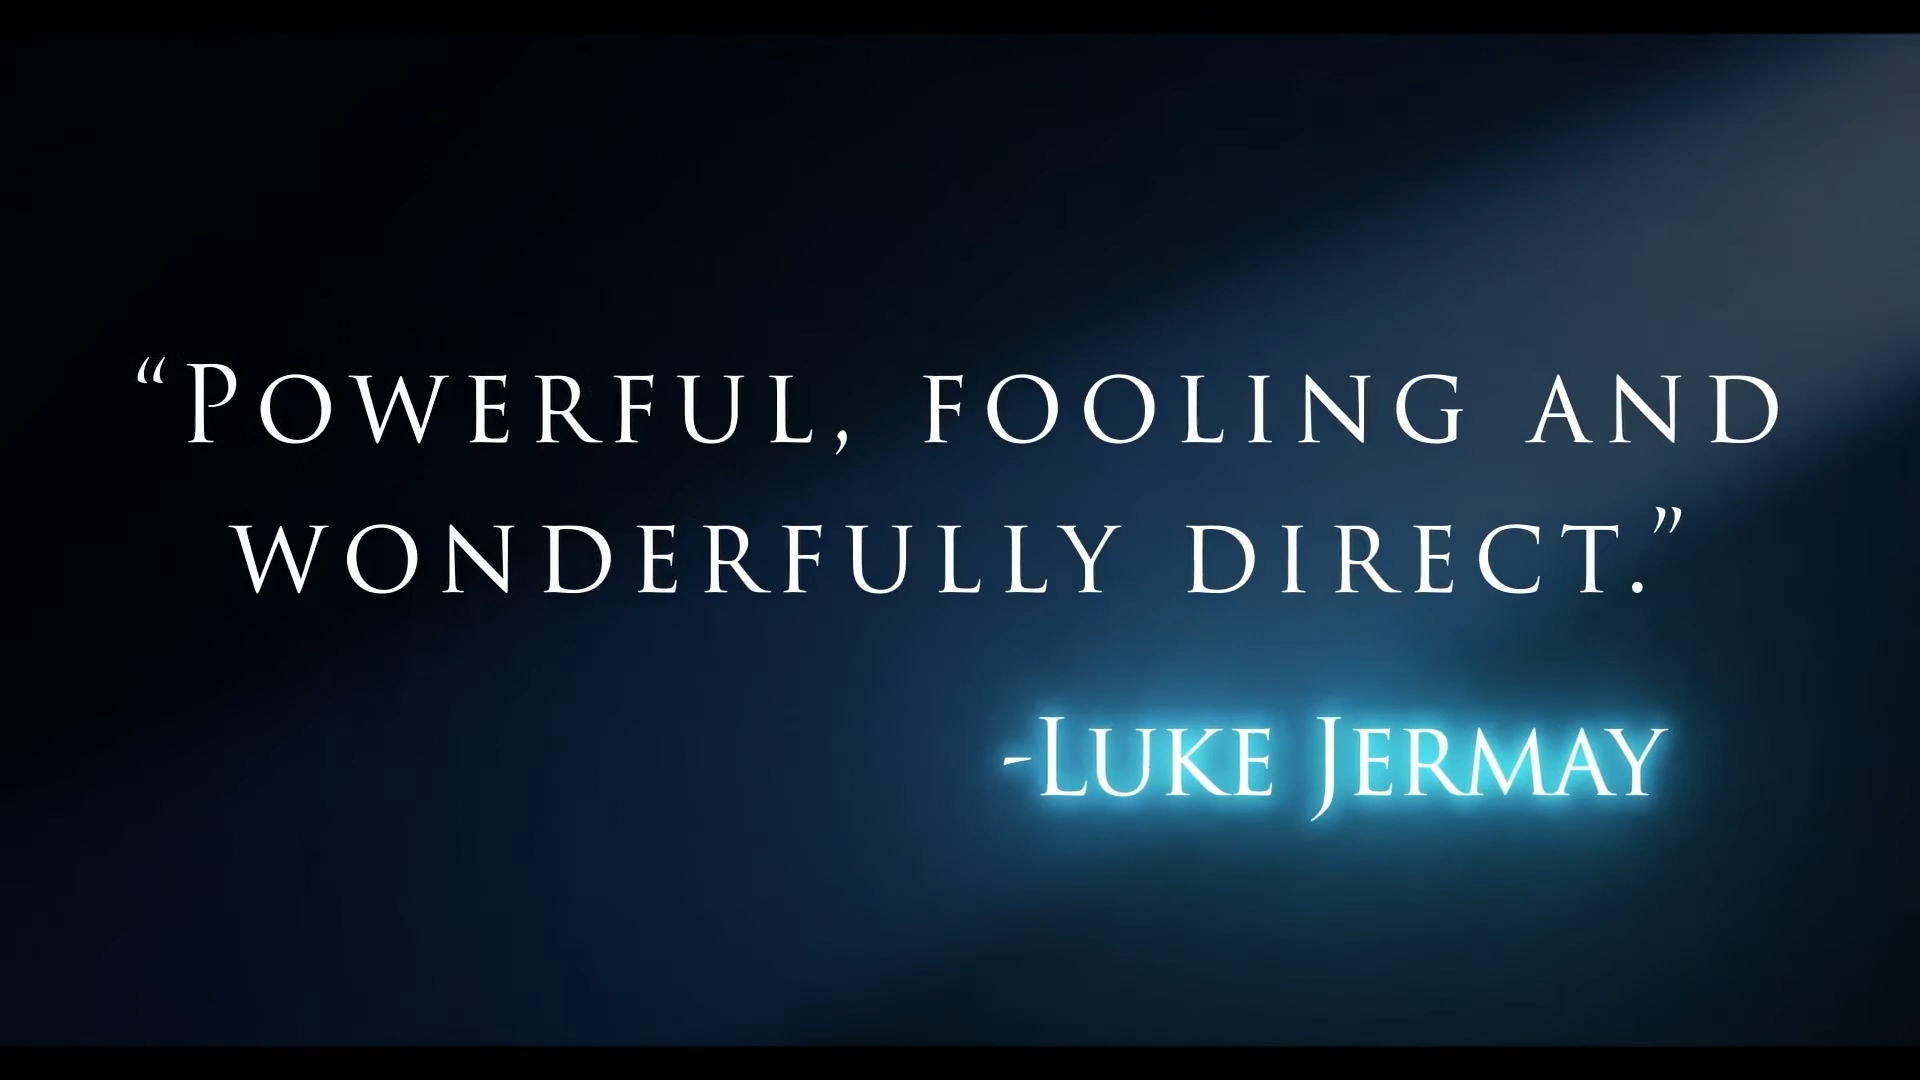 “Powerful, fooling and
wonderfully direct.”
-Luke Jermay